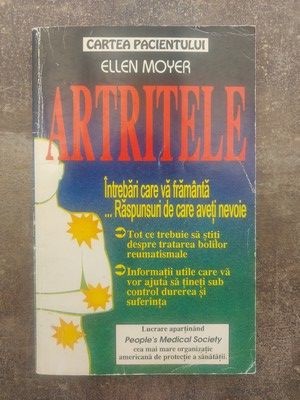 CARTEA PACIENTULUI
ELLEN MOYER
ARTRITELE
Întrebări care vă frământă
... Răspunsuri de care aveți nevoie
Tot ce trebuie să știți
despre tratarea bolilor
reumatismale
Informații utile care vă
vor ajuta să țineți sub
control durerea și
suferința
Lucrare aparținând
People's Medical Society
cea mai mare organizație
americană de protecție a sănătății.